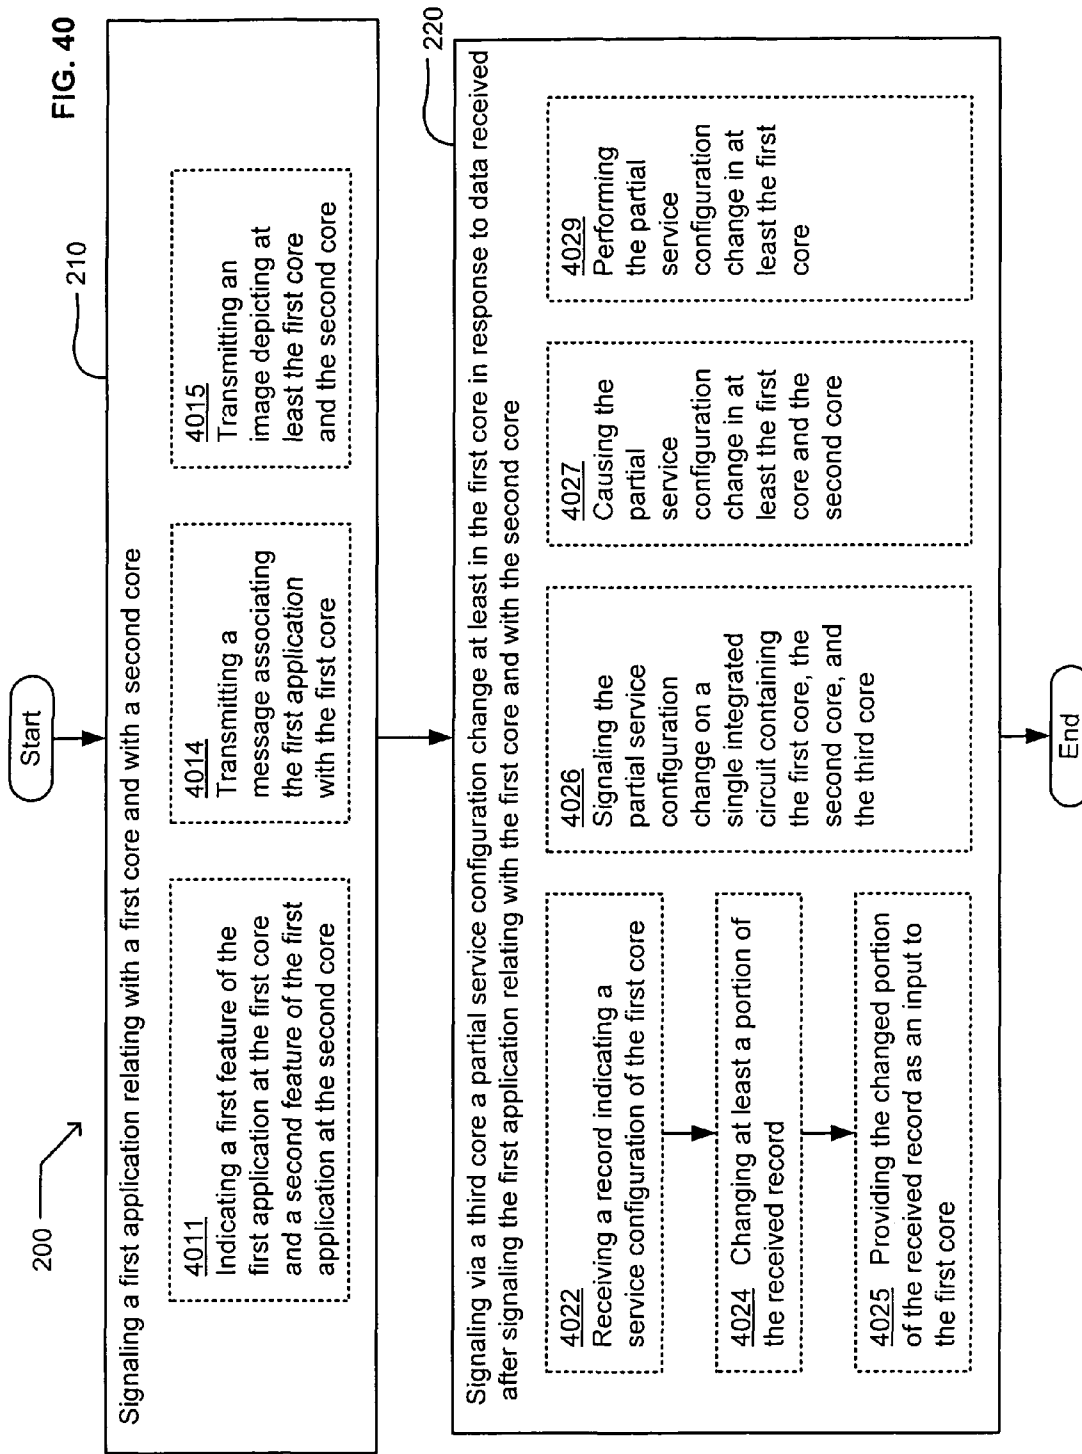 FIG. 40
200
Start
210
Signaling a first application relating with a first core and with a second core
4011
Indicating a first feature of the
first application at the first core
and a second feature of the first
application at the second core
4014
Transmitting a
message associating
the first application
with the first core
4015
Transmitting an
image depicting at
least the first core
and the second core
220
Signaling via a third core a partial service configuration change at least in the first core in response to data received
after signaling the first application relating with the first core and with the second core
4022
Receiving a record indicating a
service configuration of the first core
4024 Changing at least a portion of
the received record
4025 Providing the changed portion
of the received record as an input to
the first core
4026
Signaling the
partial service
configuration
change on a
single integrated
circuit containing
the first core, the
second core, and
the third core
4027
Causing the
partial
service
configuration
change in at
least the first
core and the
second core
4029
Performing
the partial
service
configuration
change in at
least the first
core
End